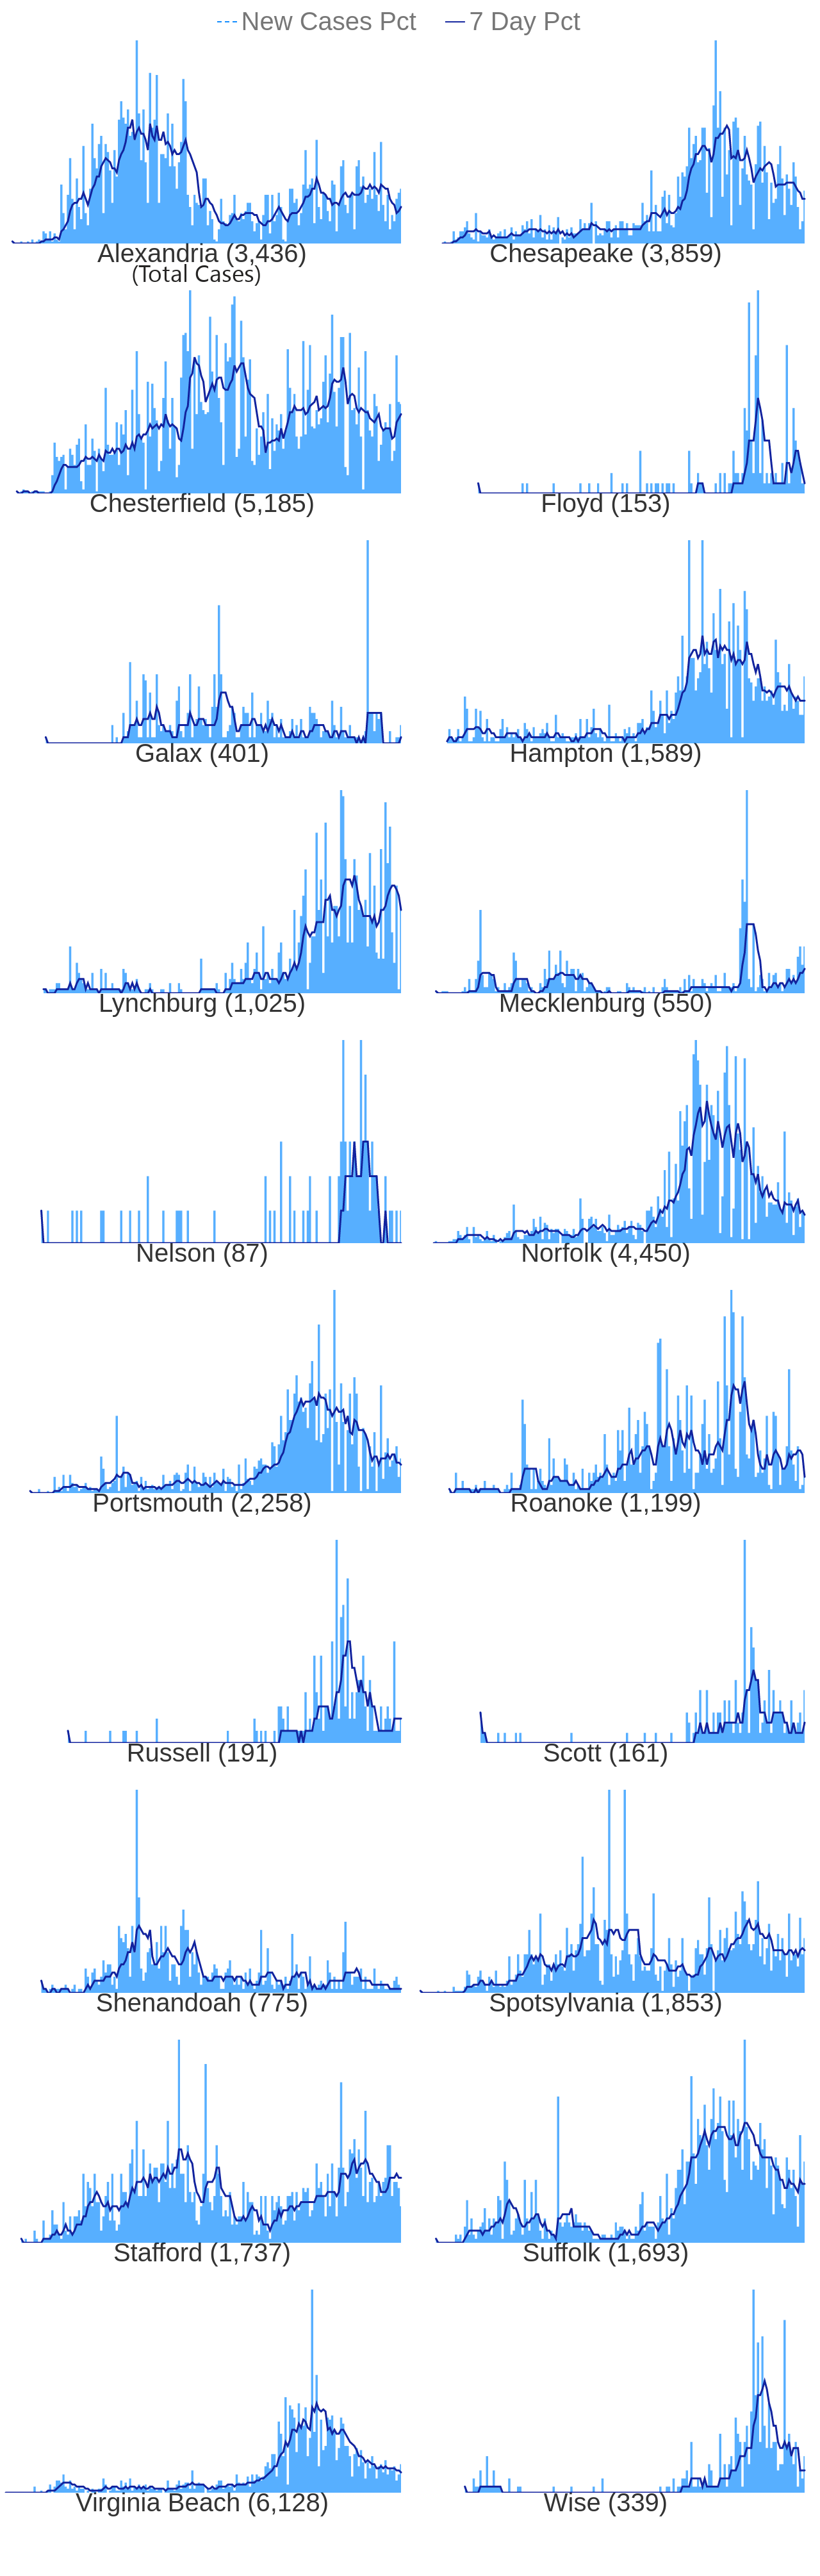 New Cases Pct 7 Day Pct
Alexandria (3,436) Chesapeake (3,859)
(Total Cases)
Chesterfield (5,185) Floyd (153)
Galax (401) Hampton (1,589)
Lynchburg (1,025) Mecklenburg (550)
Nelson (87) Norfolk (4,450)
Portsmouth (2,258) Roanoke (1,199)
Russell (191) Scott (161)
Shenandoah (775) Spotsylvania (1,853)
Stafford (1,737) Suffolk (1,693)
Virginia Beach (6,128) Wise (339)